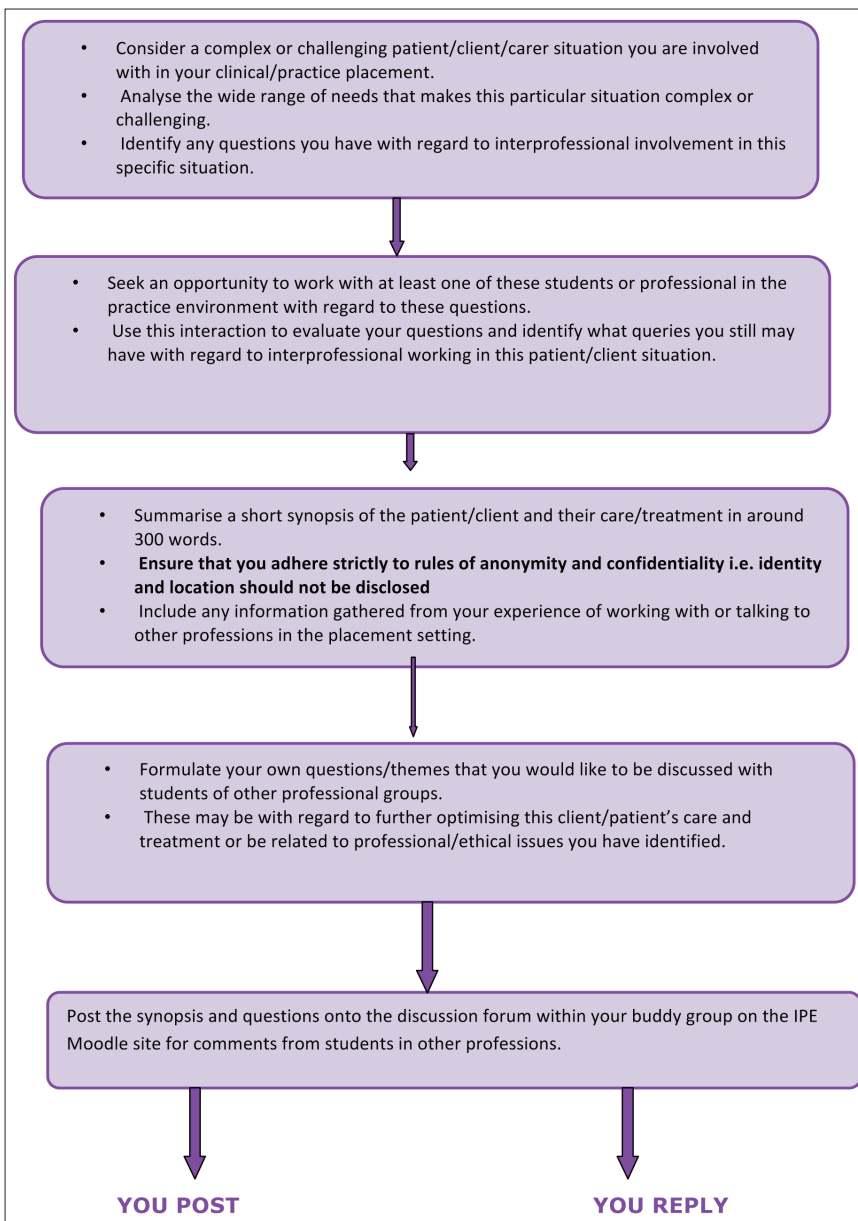 • Consider a complex or challenging patient/client/carer situation you are involved
with in your clinical/practice placement.
• Analyse the wide range of needs that makes this particular situation complex or
challenging.
• Identify any questions you have with regard to interprofessional involvement in this
specific situation.
• Seek an opportunity to work with at least one of these students or professional in the
practice environment with regard to these questions.
• Use this interaction to evaluate your questions and identify what queries you still may
have with regard to interprofessional working in this patient/client situation.
• Summarise a short synopsis of the patient/client and their care/treatment in around
300 words.
• Ensure that you adhere strictly to rules of anonymity and confidentiality i.e. identity
and location should not be disclosed
• Include any information gathered from your experience of working with or talking to
other professions in the placement setting.
• Formulate your own questions/themes that you would like to be discussed with
students of other professional groups.
• These may be with regard to further optimising this client/patient’s care and
treatment or be related to professional/ethical issues you have identified.
Post the synopsis and questions onto the discussion forum within your buddy group on the IPE
Moodle site for comments from students in other professions.
YOU POST
YOU REPLY